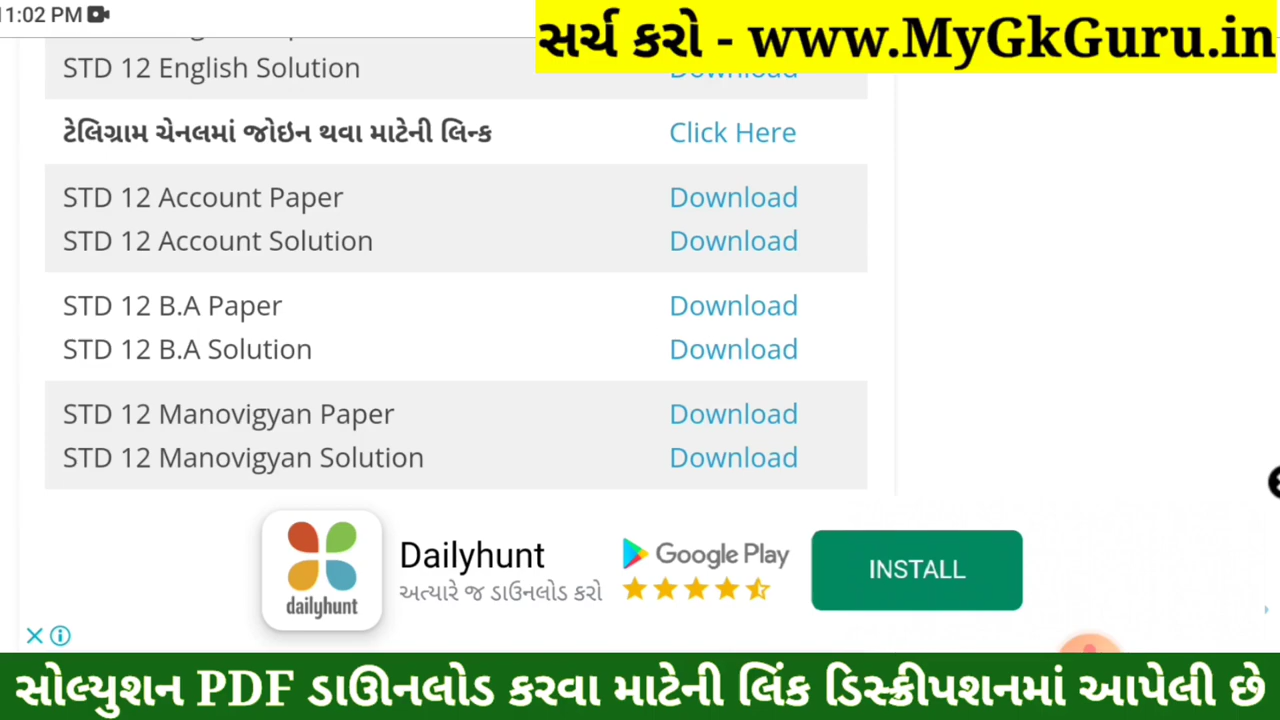 11:02 PM
સર્ચ કરો - www.MyGkGuru.in
STD 12 English Solution Download
ટેલિગ્રામ ચેનલમાં જોઇન થવા માટેની લિન્ક Click Here
STD 12 Account Paper Download
STD 12 Account Solution Download
STD 12 B.A Paper Download
STD 12 B.A Solution Download
STD 12 Manovigyan Paper Download
STD 12 Manovigyan Solution Download
dailyhunt
Dailyhunt
અત્યારે જ ડાઉનલોડ કરો
Google Play
INSTALL
સોલ્યુશન PDF ડાઊનલોડ કરવા માટેની લિંક ડિસ્ક્રીપશનમાં આપેલી છે